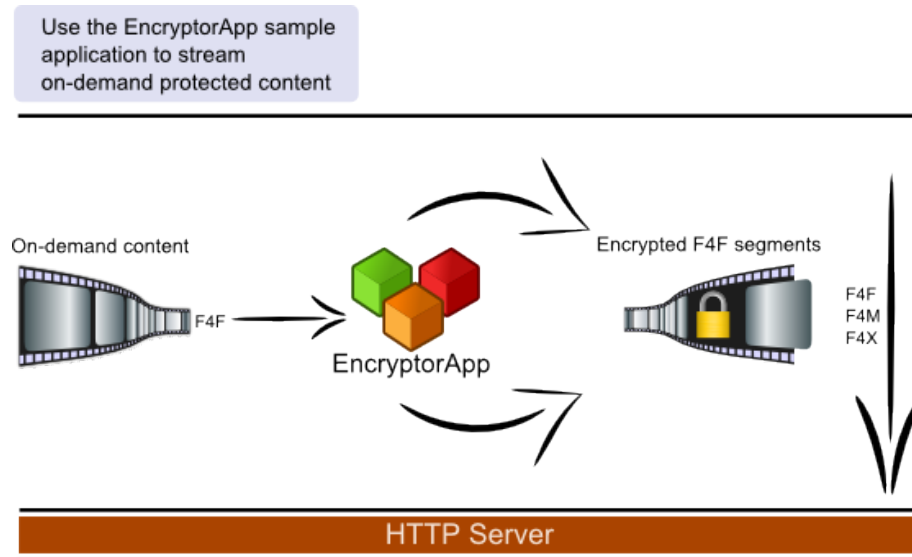 Use the EncryptorApp sample
application to stream
on-demand protected content
On-demand content
F4F
EncryptorApp
Encrypted F4F segments
F4F
F4M
F4X
HTTP Server